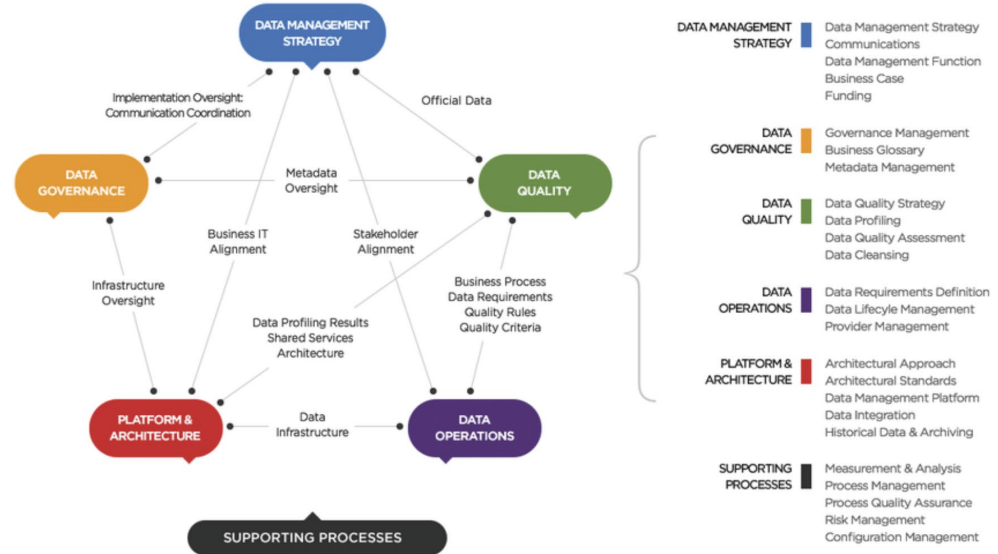 DATA MANAGEMENT
STRATEGY
Implementation Oversight:
Communication Coordination
Official Data
DATA
GOVERNANCE
Metadata
Oversight
DATA
QUALITY
Business IT
Alignment
Stakeholder
Alignment
Infrastructure
Oversight
Business Process
Data Requirements
Quality Rules
Quality Criteria
Data Profiling Results
Shared Services
Architecture
PLATFORM &
ARCHITECTURE
Data
Infrastructure
DATA
OPERATIONS
SUPPORTING PROCESSES
DATA MANAGEMENT
STRATEGY
Data Management Strategy
Communications
Data Management Function
Business Case
Funding
DATA
GOVERNANCE
Governance Management
Business Glossary
Metadata Management
DATA
QUALITY
Data Quality Strategy
Data Profiling
Data Quality Assessment
Data Cleansing
DATA
OPERATIONS
Data Requirements Definition
Data Lifecyle Management
Provider Management
PLATFORM &
ARCHITECTURE
Architectural Approach
Architectural Standards
Data Management Platform
Data Integration
Historical Data & Archiving
SUPPORTING
PROCESSES
Measurement & Analysis
Process Management
Process Quality Assurance
Risk Management
Configuration Management